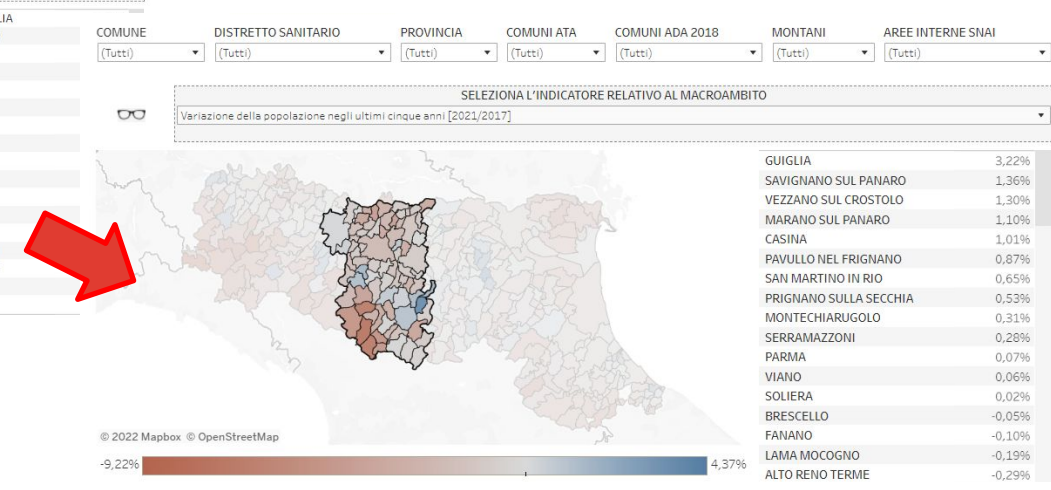 LIA
COMUNE DISTRETTO SANITARIO PROVINCIA COMUNI ATA COMUNI ADA 2018 MONTANI AREE INTERNE SNAI
(Tutti) (Tutti) (Tutti) (Tutti) (Tutti) (Tutti) (Tutti)
SELEZIONA L'INDICATORE RELATIVO AL MACROAMBITO
Variazione della popolazione negli ultimi cinque anni [2021/2017]
GUIGLIA 3,22%
SAVIGNANO SUL PANARO 1,36%
VEZZANO SUL CROSTOLO 1,30%
MARANO SUL PANARO 1,10%
CASINA 1,01%
PAVULLO NEL FRIGNANO 0,87%
SAN MARTINO IN RIO 0,65%
PRIGNANO SULLA SECCHIA 0,53%
MONTECHIARUGOLO 0,31%
SERRAMAZZONI 0,28%
PARMA 0,07%
VIANO 0,06%
SOLIERA 0,02%
BRESCELLO -0,05%
FANANO -0,10%
LAMA MOCOGNO -0,19%
ALTO RENO TERME -0,29%
© 2022 Mapbox © OpenStreetMap
-9,22% 4,37%